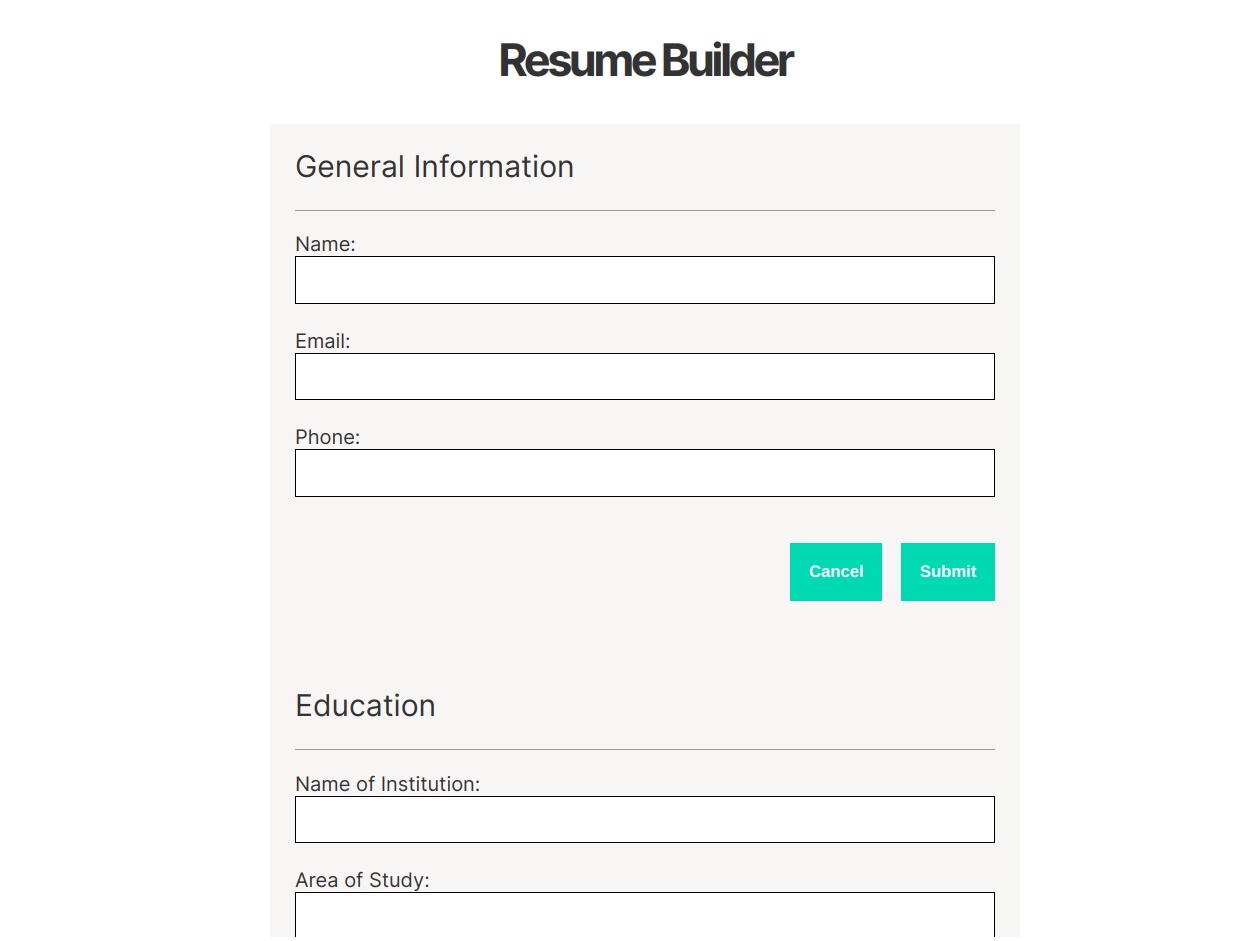 Resume Builder
General Information
Name:
Email:
Phone:
Cancel Submit
Education
Name of Institution:
Area of Study: